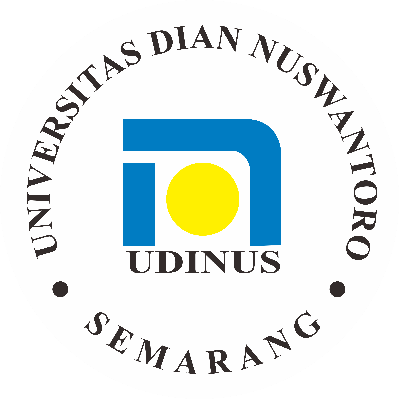 UNIVERSITAS DIAN NUSWANTORO
UDINUS
SEMARANG